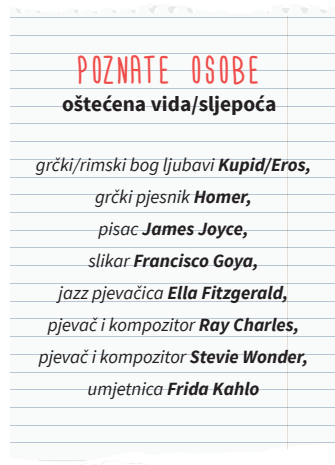 POZNATE OSOBE
oštećena vida/sljepoća
grčki/rimski bog ljubavi Kupid/Eros,
grčki pjesnik Homer,
pisac James Joyce,
slikar Francisco Goya,
jazz pjevačica Ella Fitzgerald,
pjevač i kompozitor Ray Charles,
pjevač i kompozitor Stevie Wonder,
umjetnica Frida Kahlo